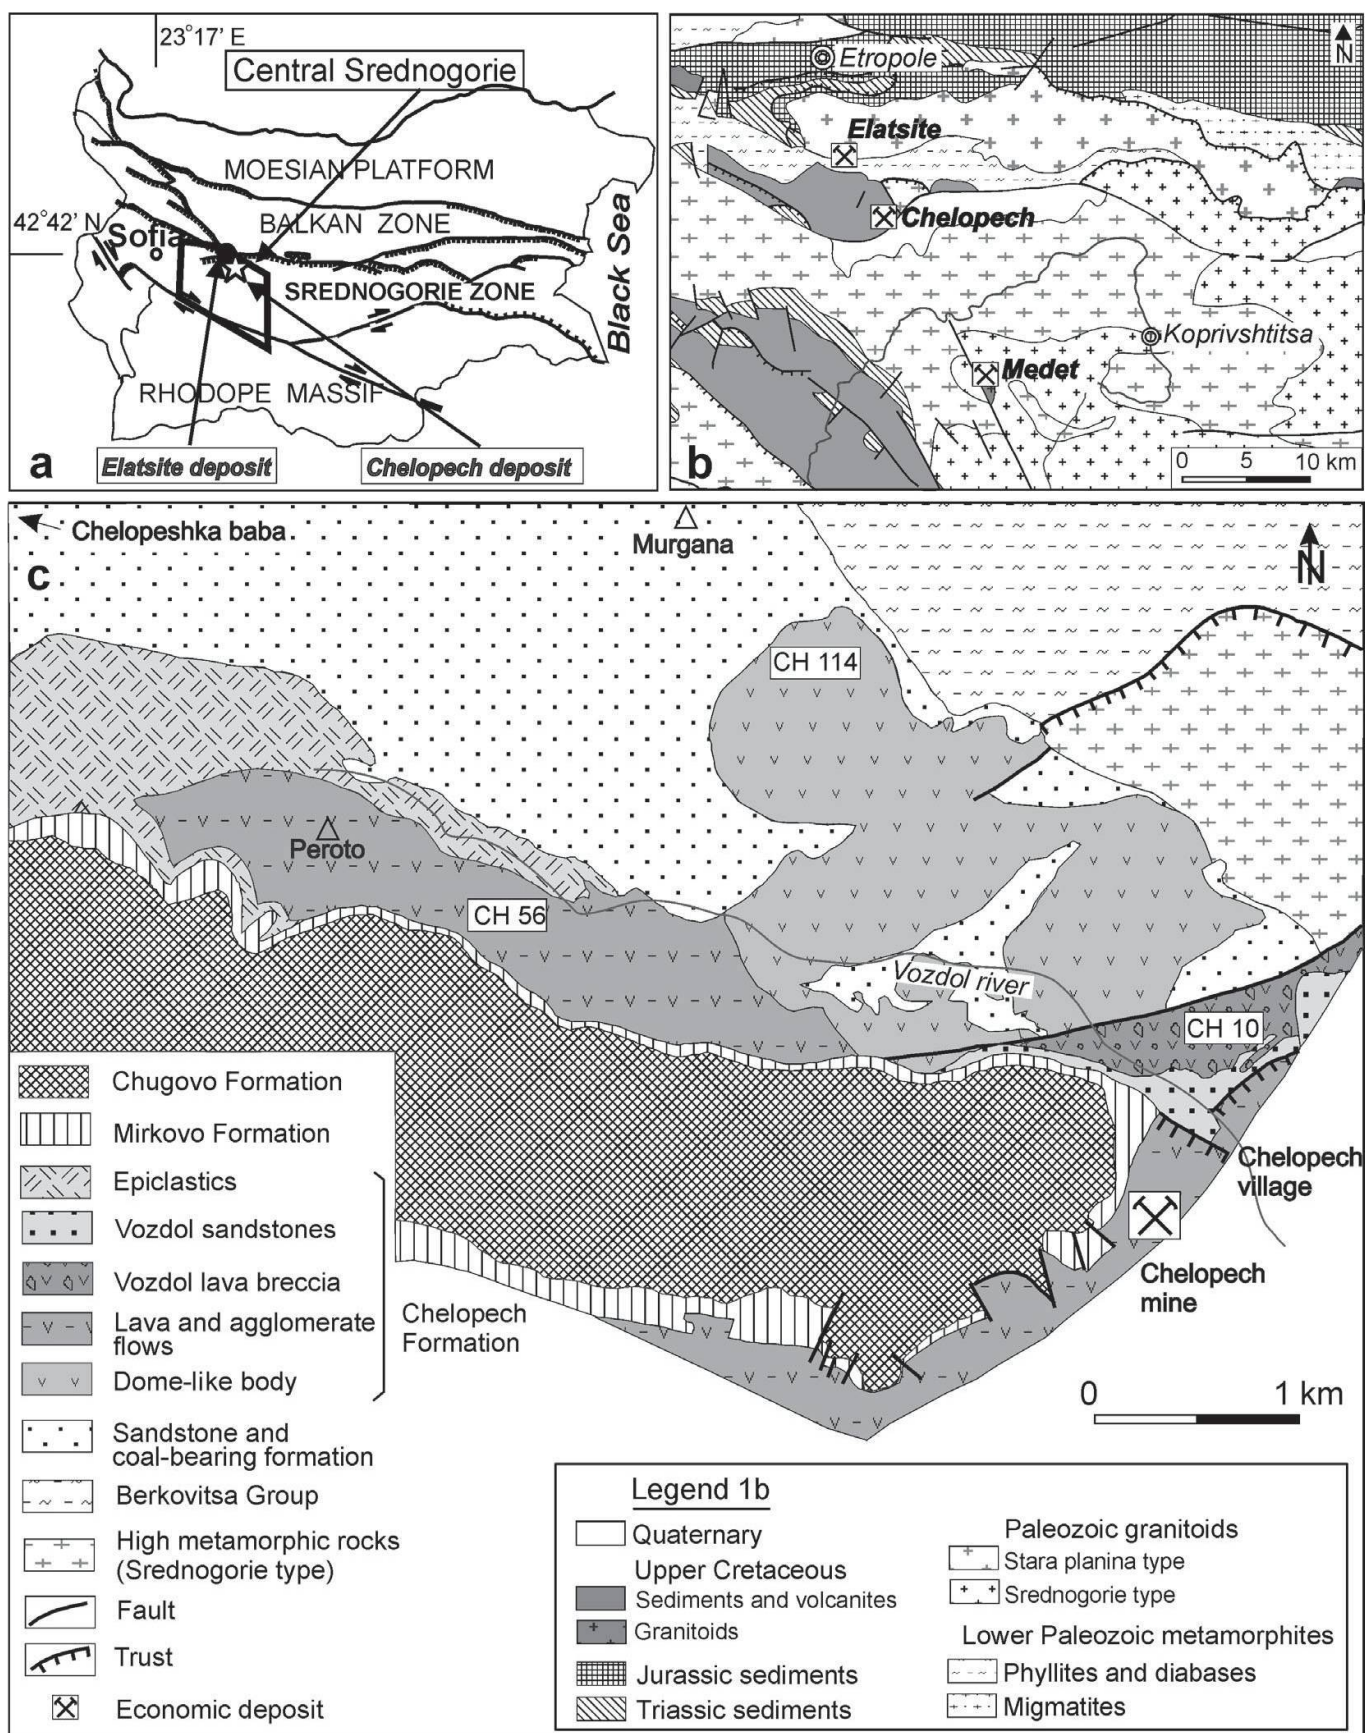 23°17' E
Central Srednogorie
MOESIAN PLATFORM
42°42' N
Sofia
BALKAN ZONE
SREDNOGORIE ZONE
Black Sea
RHODOPE MASSIF
a
Elatsite deposit
Chelopech deposit
N
Etropole
Elatsite
Chelopech
Koprivshtitsa
Medet
b
0 5 10 km
Chelopeshka baba
Murgana
c
N
CH 114
Peroto
CH 56
Vozdol river
CH 10
Chelopech
village
Chelopech
mine
0 1 km
Chugovo Formation
Mirkovo Formation
Epiclastics
Vozdol sandstones
Vozdol lava breccia
Lava and agglomerate
flows
Dome-like body
Chelopech
Formation
Sandstone and
coal-bearing formation
Berkovitsa Group
High metamorphic rocks
(Srednogorie type)
Fault
Trust
Economic deposit
Legend 1b
Quaternary
Upper Cretaceous
Sediments and volcanites
Granitoids
Jurassic sediments
Triassic sediments
Paleozoic granitoids
Stara planina type
Srednogorie type
Lower Paleozoic metamorphites
Phyllites and diabases
Migmatites